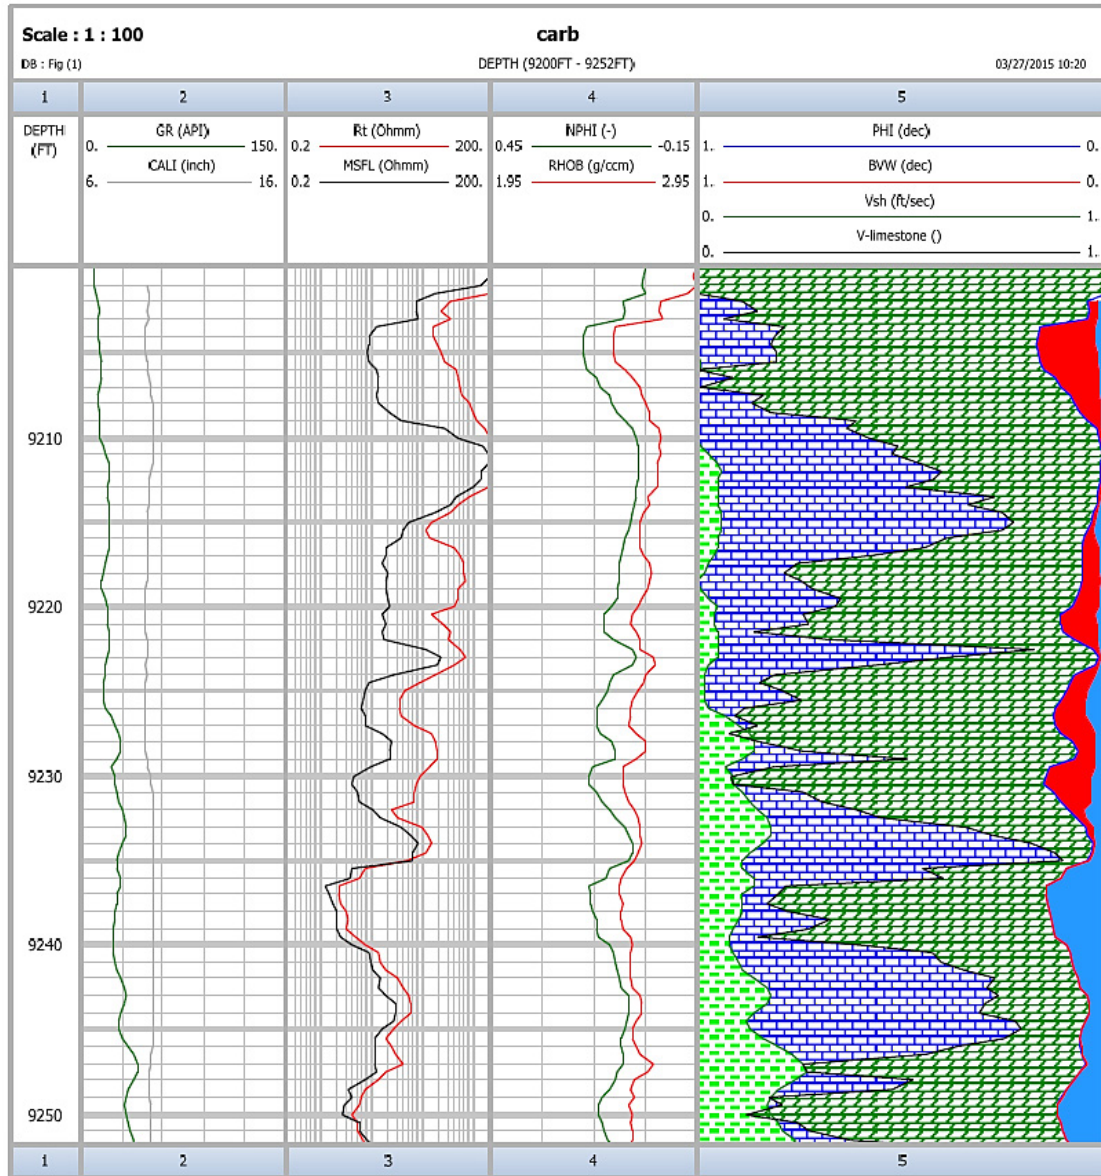 Scale : 1 : 100
carb
DB : Fig (1)
DEPTH (9200FT - 9252FT)
03/27/2015 10:20
1 2 3 4 5
DEPTH (FT)
GR (API)
0. 150.
CALI (inch)
6. 16.
Rt (Ohmm)
0.2 200.
MSFL (Ohmm)
0.2 200.
NPHI (-)
0.45 -0.15
RHOB (g/ccm)
1.95 2.95
PHI (dec)
1. 0.
BVW (dec)
1. 0.
Vsh (ft/sec)
0. 1.
V-limestone ()
0. 1.
9210
9220
9230
9240
9250
1 2 3 4 5